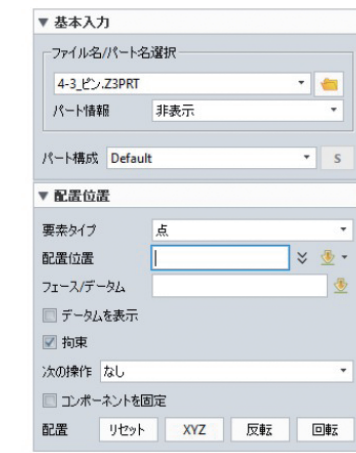 ▼ 基本入力
ファイル名/パート名選択
4-3_ピン.Z3PRT
パート情報 非表示
パート構成 Default S
▼ 配置位置
要素タイプ 点
配置位置
フェース/データム
データムを表示
拘束
次の操作 なし
コンポーネントを固定
配置 リセット XYZ 反転 回転